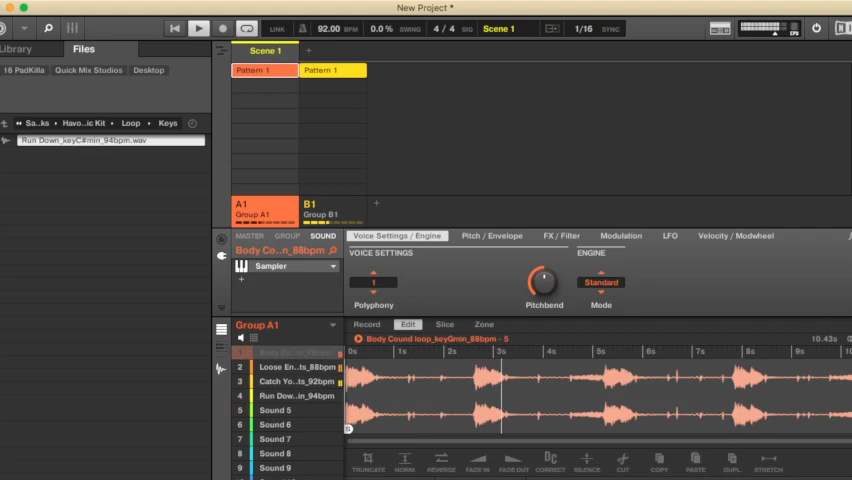 New Project *
LINK
92.00 BPM
0.0 % SWING
4 / 4 SIG
Scene 1
1/16 SYNC
CPU
Library
Files
Scene 1
16 PadKilla
Quick Mix Studios
Desktop
Pattern 1
Pattern 1
Sa..ks
Havo..ic Kit
Loop
Keys
Run Down_keyC#min_94bpm.wav
A1
Group A1
B1
Group B1
MASTER
GROUP
SOUND
Voice Settings / Engine
Pitch / Envelope
FX / Filter
Modulation
LFO
Velocity / Modwheel
Body Co...n_88bpm
VOICE SETTINGS
ENGINE
Sampler
1
Standard
Polyphony
Pitchbend
Mode
Group A1
Record
Edit
Slice
Zone
Body Cound loop_keyGmin_88bpm - S
10.43s
0s
1s
2s
3s
4s
5s
6s
7s
8s
9s
10s
1
2 Loose En..ts_88bpm
3 Catch Yo..ts_92bpm
4 Run Dow..in_94bpm
5 Sound 5
6 Sound 6
7 Sound 7
8 Sound 8
9 Sound 9
S
TRUNCATE
NORM.
REVERSE
FADE IN
FADE OUT
DC
CORRECT
SILENCE
CUT
COPY
PASTE
DUPL.
STRETCH